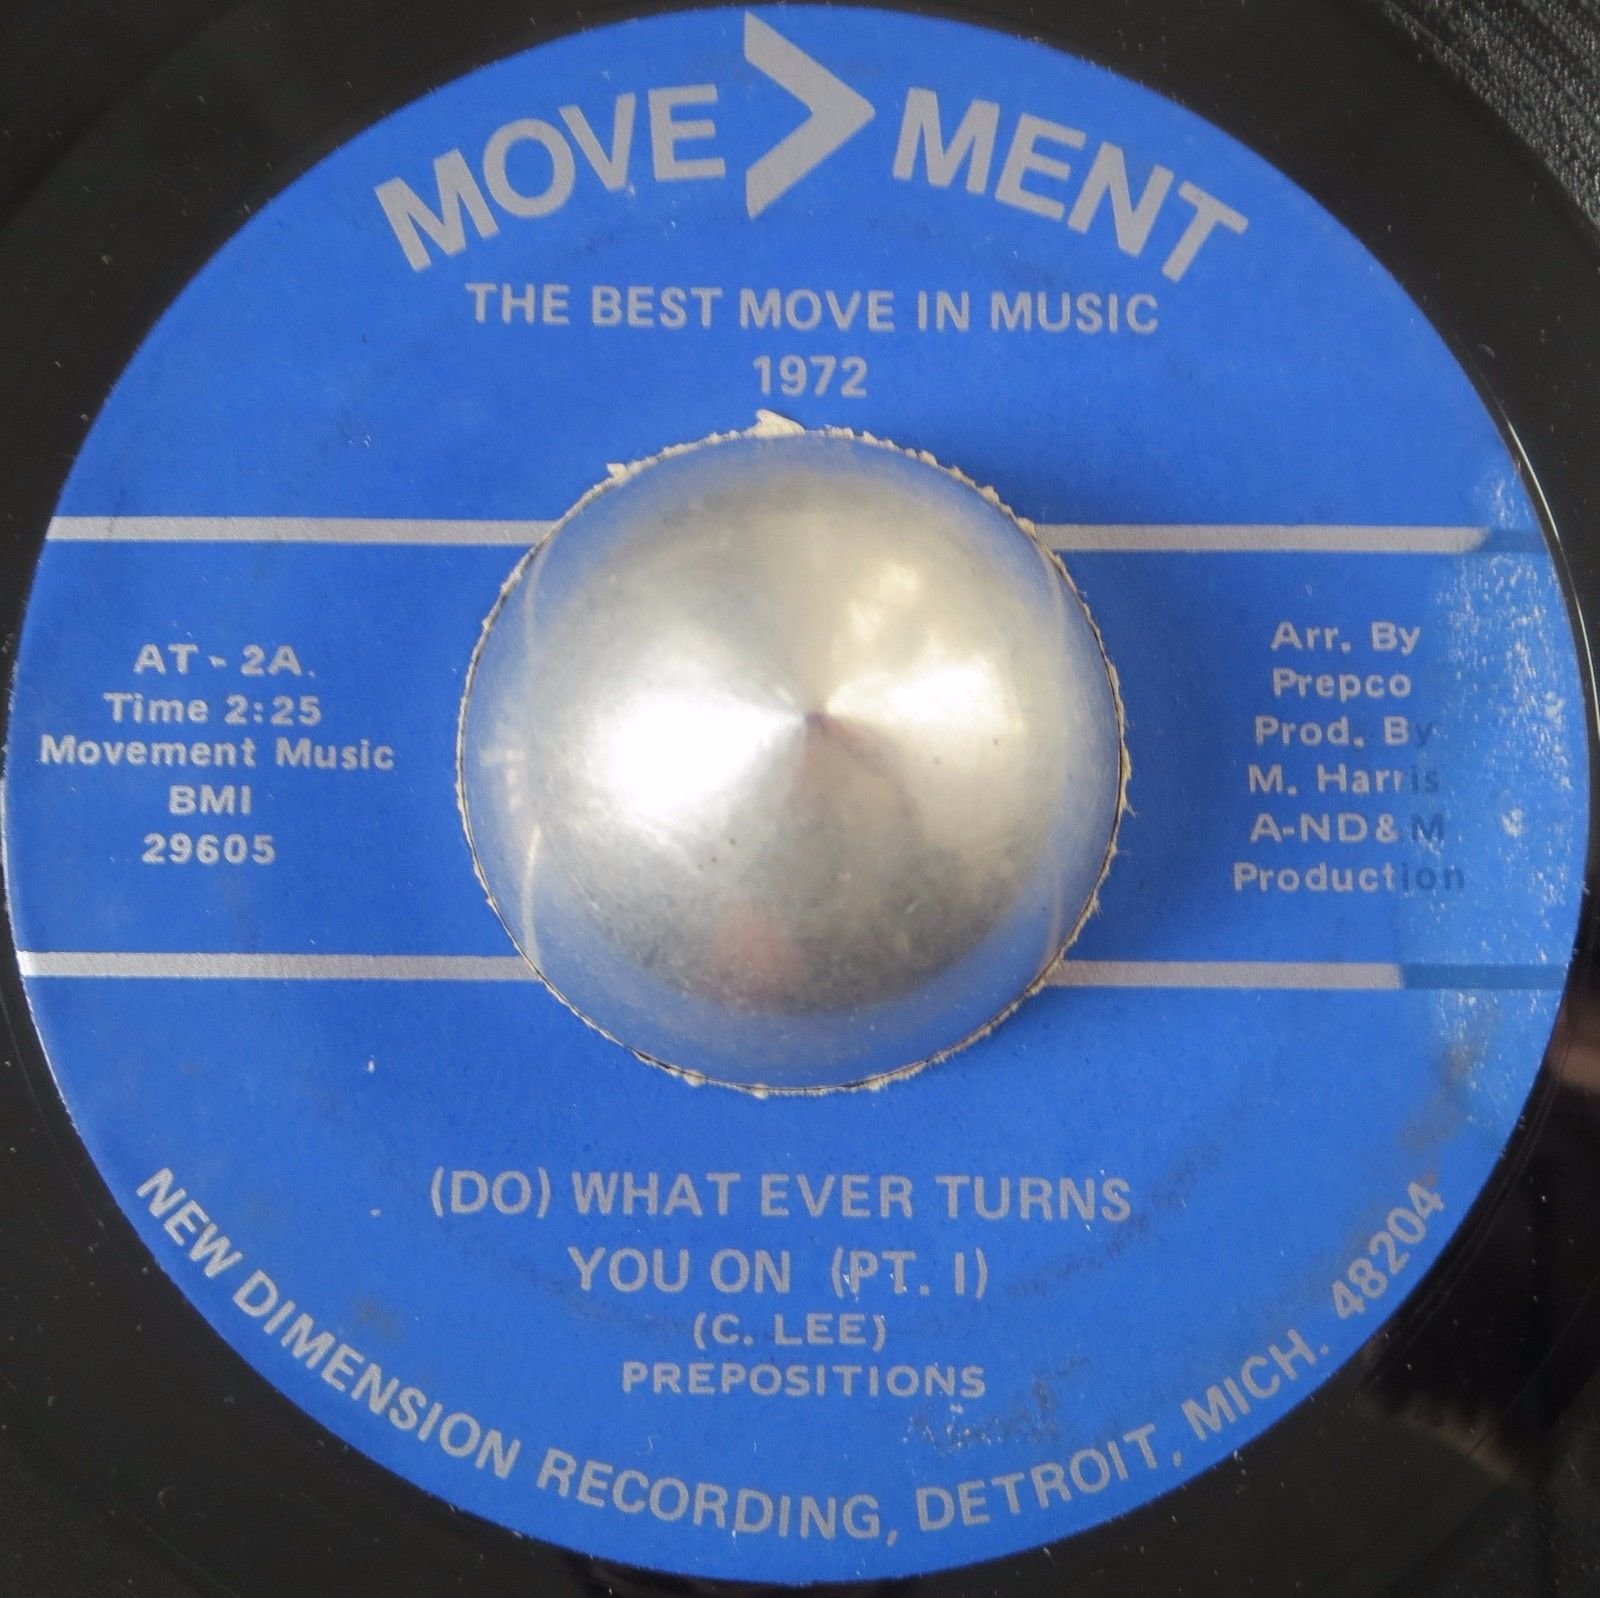 MOVE > MENT
THE BEST MOVE IN MUSIC
1972
AT - 2A.
Time 2:25
Movement Music
BMI
29605
Arr. By
Prepco
Prod. By
M. Harris
A-ND&M
Production
(DO) WHAT EVER TURNS
YOU ON (PT. I)
(C. LEE)
PREPOSITIONS
NEW DIMENSION RECORDING, DETROIT, MICH. 48204